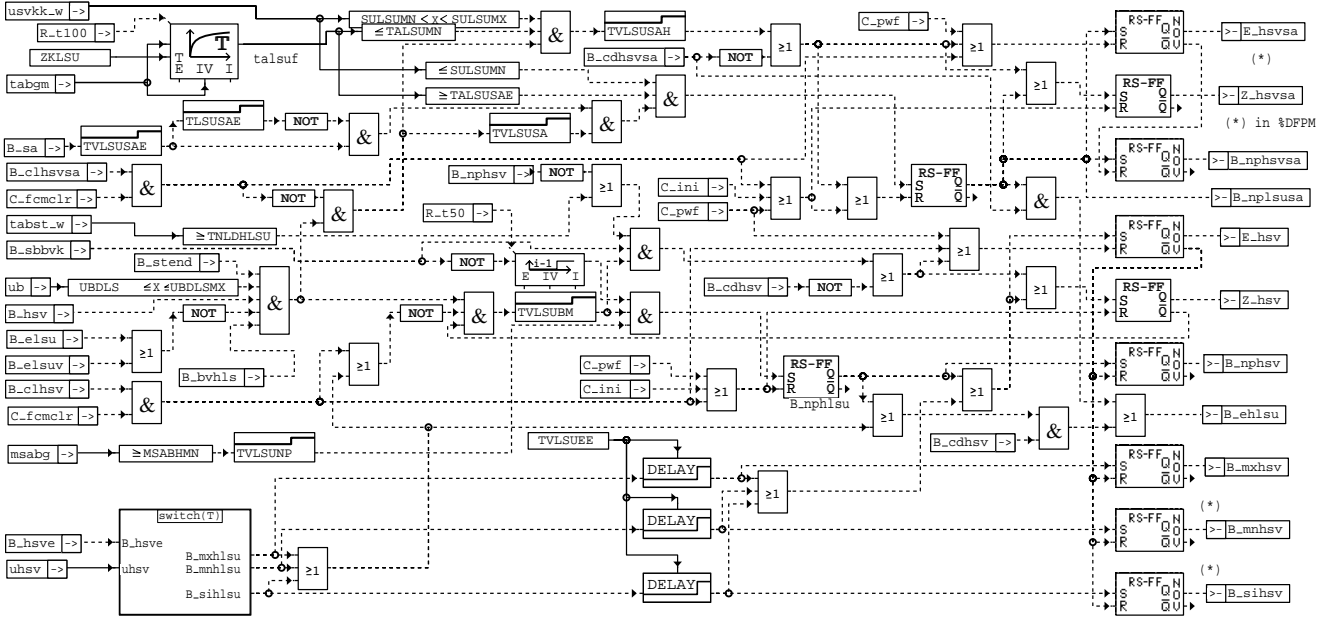 usvkk_w ->
R_tl00 ->
ZKLSU
tabgm ->
T
T
E IV I
talsuf
SULSUMN < x< SULSUMX
≤ TALSUMN
&
TVLSUSAH
B_cdhsvsa ->
NOT
≥1
C_pwf ->
≥1
RS-FF
S Q N O
R Q V
>- E_hsvsa
(*)
≤ SULSUMN
≥ TALSUSAE
&
&
≥1
RS-FF
S Q
R Q
>- Z_hsvsa
(*) in %DFPM
B_sa ->
TVLSUSAE
TLSUSAE
NOT
&
TVLSUSA
B_clhsvsa ->
C_fcmclr ->
&
NOT
&
B_nphsv ->
NOT
≥1
C_ini ->
C_pwf ->
≥1
≥1
RS-FF
S Q
R Q
&
RS-FF
S Q N O
R Q V
>- B_nphsvsa
>- B_nplsusa
tabst_w ->
≥ TNLDHLSU
B_sbbvk ->
R_t50 ->
NOT
i-1
E IV I
&
≥1
RS-FF
S Q N O
R Q V
>- E_hsv
B_stend ->
ub ->
UBDLS ≤x ≤UBDLSMX
B_hsv ->
&
NOT
NOT
&
TVLSUBM
&
B_cdhsv ->
NOT
≥1
≥1
RS-FF
S Q
R Q
>- Z_hsv
B_elsu ->
B_elsuv ->
≥1
B_bvhls ->
B_clhsv ->
C_fcmclr ->
&
≥1
C_pwf ->
C_ini ->
≥1
RS-FF
S Q
R Q
B_nphlsu
≥1
≥1
RS-FF
S Q N O
R Q V
>- B_nphsv
B_cdhsv ->
&
≥1
>- B_ehlsu
msabg ->
≥ MSABHMN
TVLSUNP
TVLSUEE
DELAY
≥1
RS-FF
S Q N O
R Q V
>- B_mxhsv
(*)
B_hsve ->
uhsv ->
switch(T)
B_hsve
uhsv
B_mxhlsu
B_mnhlsu
B_sihlsu
≥1
DELAY
RS-FF
S Q N O
R Q V
>- B_mnhsv
(*)
DELAY
RS-FF
S Q N O
R Q V
>- B_sihsv